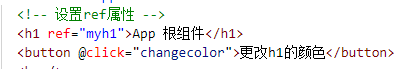 <!-- 设置ref属性 -->
<h1 ref="myh1">App 根组件</h1>
<button @click="changecolor">更改h1的颜色</button>